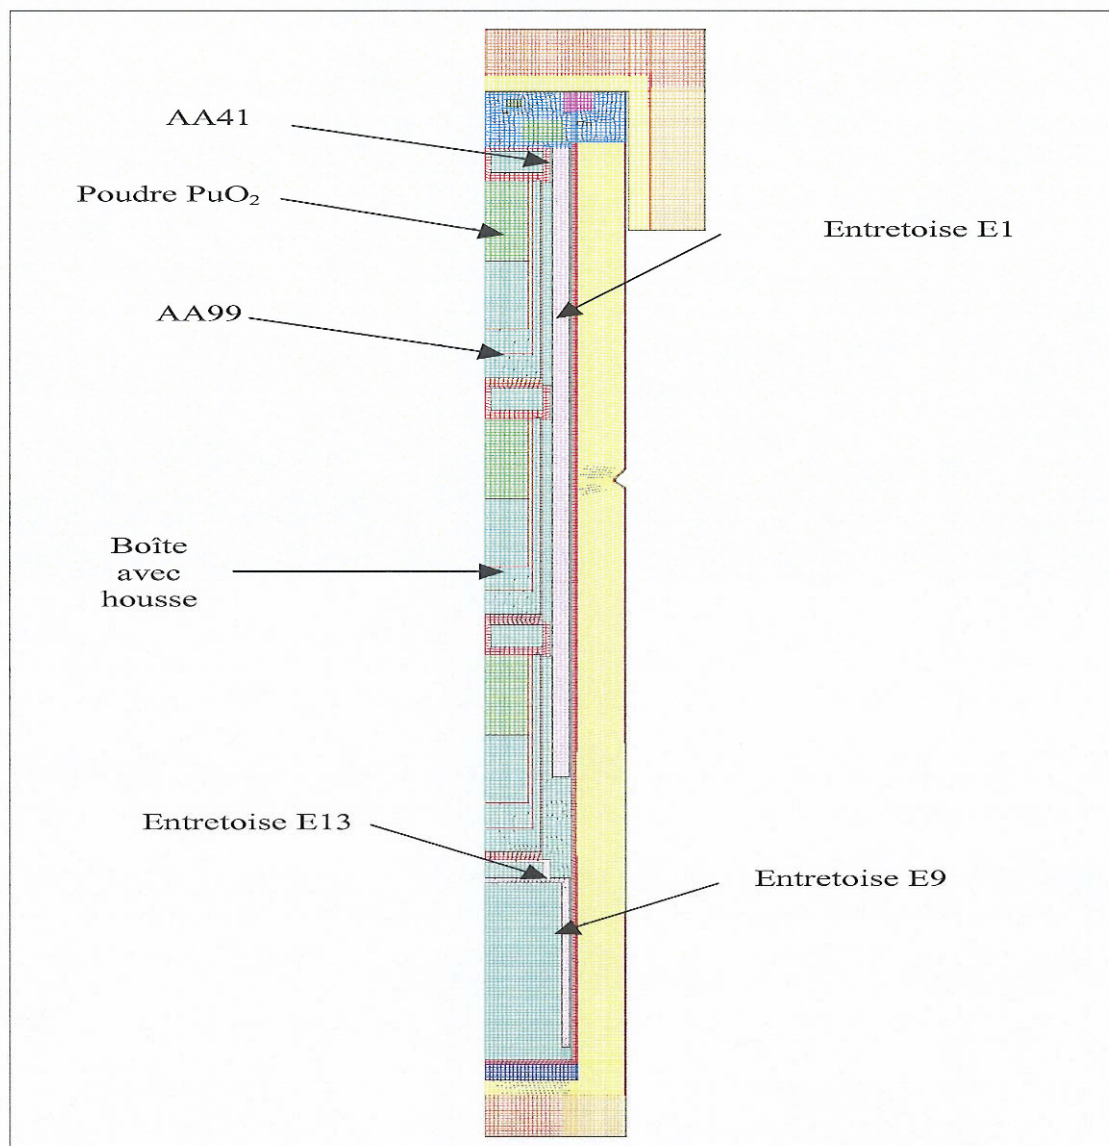 AA41
Poudre PuO₂
Entretoise E1
AA99
Boîte
avec
housse
Entretoise E13
Entretoise E9